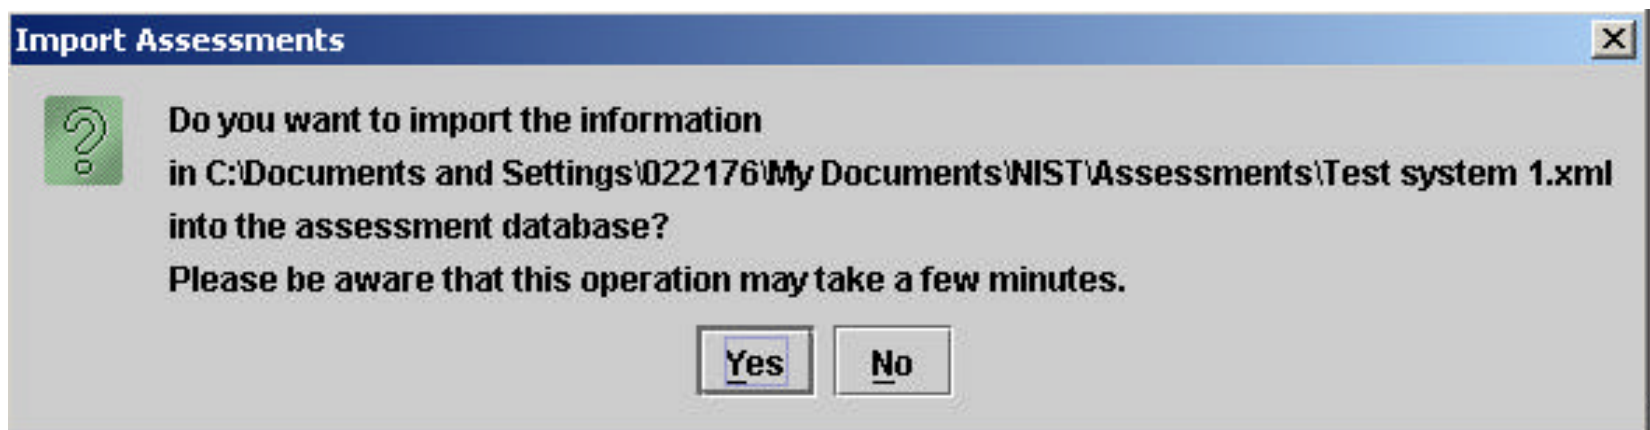 Import Assessments
Do you want to import the information
in C:\Documents and Settings\022176\My Documents\NIST\Assessments\Test system 1.xml
into the assessment database?
Please be aware that this operation may take a few minutes.
Yes No